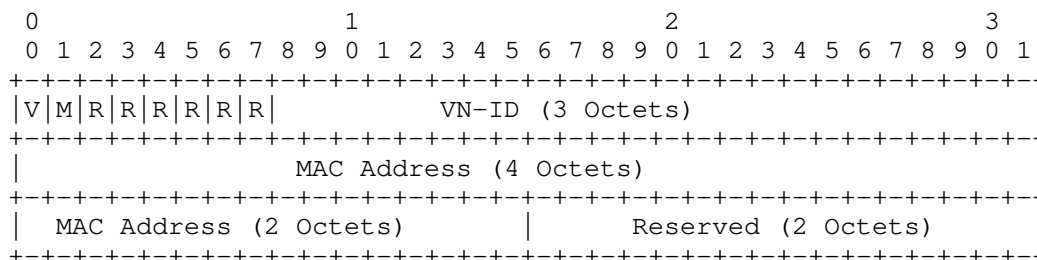 0                   1                   2                   3
 0 1 2 3 4 5 6 7 8 9 0 1 2 3 4 5 6 7 8 9 0 1 2 3 4 5 6 7 8 9 0 1
+-+-+-+-+-+-+-+-+-+-+-+-+-+-+-+-+-+-+-+-+-+-+-+-+-+-+-+-+-+-+-+-
|V|M|R|R|R|R|R|R|          VN-ID (3 Octets)
+-+-+-+-+-+-+-+-+-+-+-+-+-+-+-+-+-+-+-+-+-+-+-+-+-+-+-+-+-+-+-+-
|                 MAC Address (4 Octets)
+-+-+-+-+-+-+-+-+-+-+-+-+-+-+-+-+-+-+-+-+-+-+-+-+-+-+-+-+-+-+-+-
|  MAC Address (2 Octets)       |      Reserved (2 Octets)
+-+-+-+-+-+-+-+-+-+-+-+-+-+-+-+-+-+-+-+-+-+-+-+-+-+-+-+-+-+-+-+-